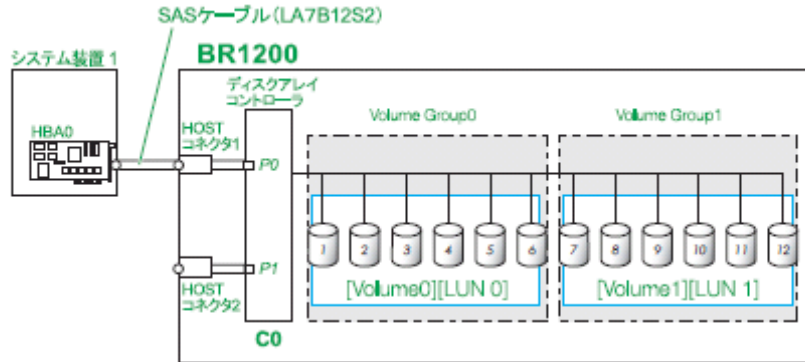 SASケーブル(LA7B12S2)
システム装置 1
BR1200
ディスクアレイ
コントローラ
Volume Group0
Volume Group1
HBA0
HOST
コネクタ1
P0
1
2
3
4
5
6
7
8
9
10
11
12
P1
[Volume0][LUN 0]
[Volume1][LUN 1]
HOST
コネクタ2
C0